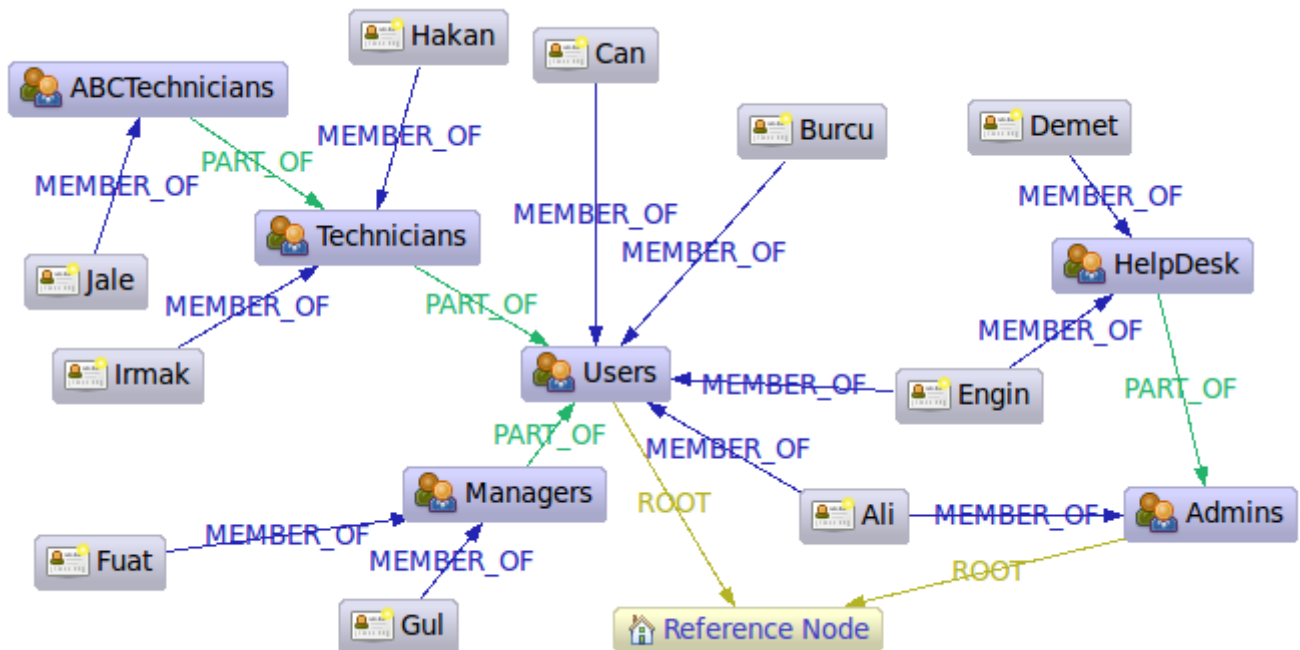 Hakan
Can
ABCTechnicians
Burcu
Demet
MEMBER_OF
PART_OF
MEMBER_OF
MEMBER_OF
MEMBER_OF
Technicians
MEMBER_OF
HelpDesk
Jale
MEMBER_OF
PART_OF
MEMBER_OF
Irmak
Users
MEMBER_OF
Engin
PART_OF
PART_OF
MEMBER_OF
Managers
ROOT
Ali
MEMBER_OF
Admins
Fuat
MEMBER_OF
MEMBER_OF
ROOT
Gul
Reference Node